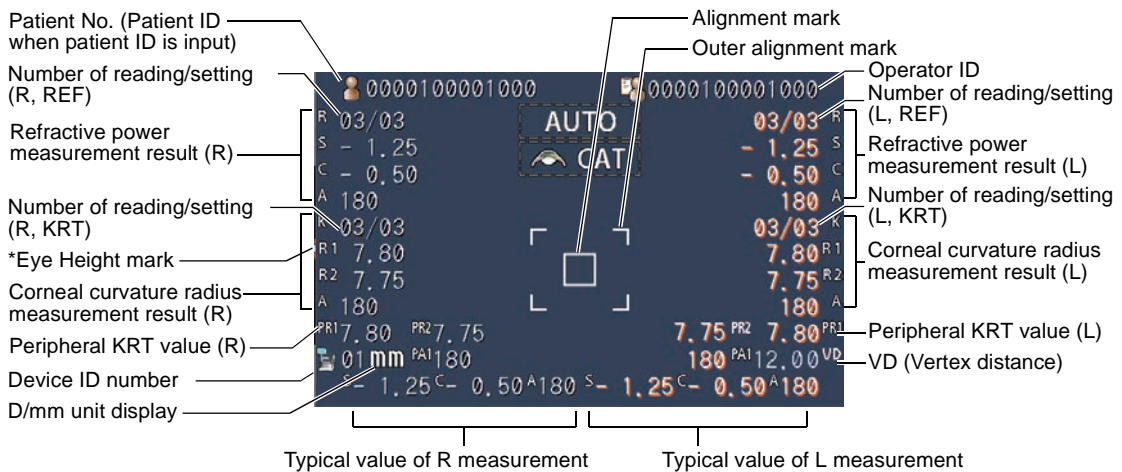 Patient No. (Patient ID
when patient ID is input)
Number of reading/setting
(R, REF)
Refractive power
measurement result (R)
Number of reading/setting
(R, KRT)
*Eye Height mark
Corneal curvature radius
measurement result (R)
Peripheral KRT value (R)
Device ID number
D/mm unit display
0000100001000
0000100001000
R 03/03
AUTO
03/03 R
S - 1.25
CAT
- 1.25 S
C - 0.50
- 0.50 C
A 180
180 A
K 03/03
03/03 K
R1 7.80
7.80 R1
R2 7.75
7.75 R2
A 180
180 A
PR1 7.80 PR2 7.75
7.75 PR2 7.80 PR1
01 mm PA1 180
180 PA1 12.00 VD
S - 1.25 C - 0.50 A 180 S - 1.25 C - 0.50 A 180
Alignment mark
Outer alignment mark
Operator ID
Number of reading/setting
(L, REF)
Refractive power
measurement result (L)
Number of reading/setting
(L, KRT)
Corneal curvature radius
measurement result (L)
Peripheral KRT value (L)
VD (Vertex distance)
Typical value of R measurement
Typical value of L measurement